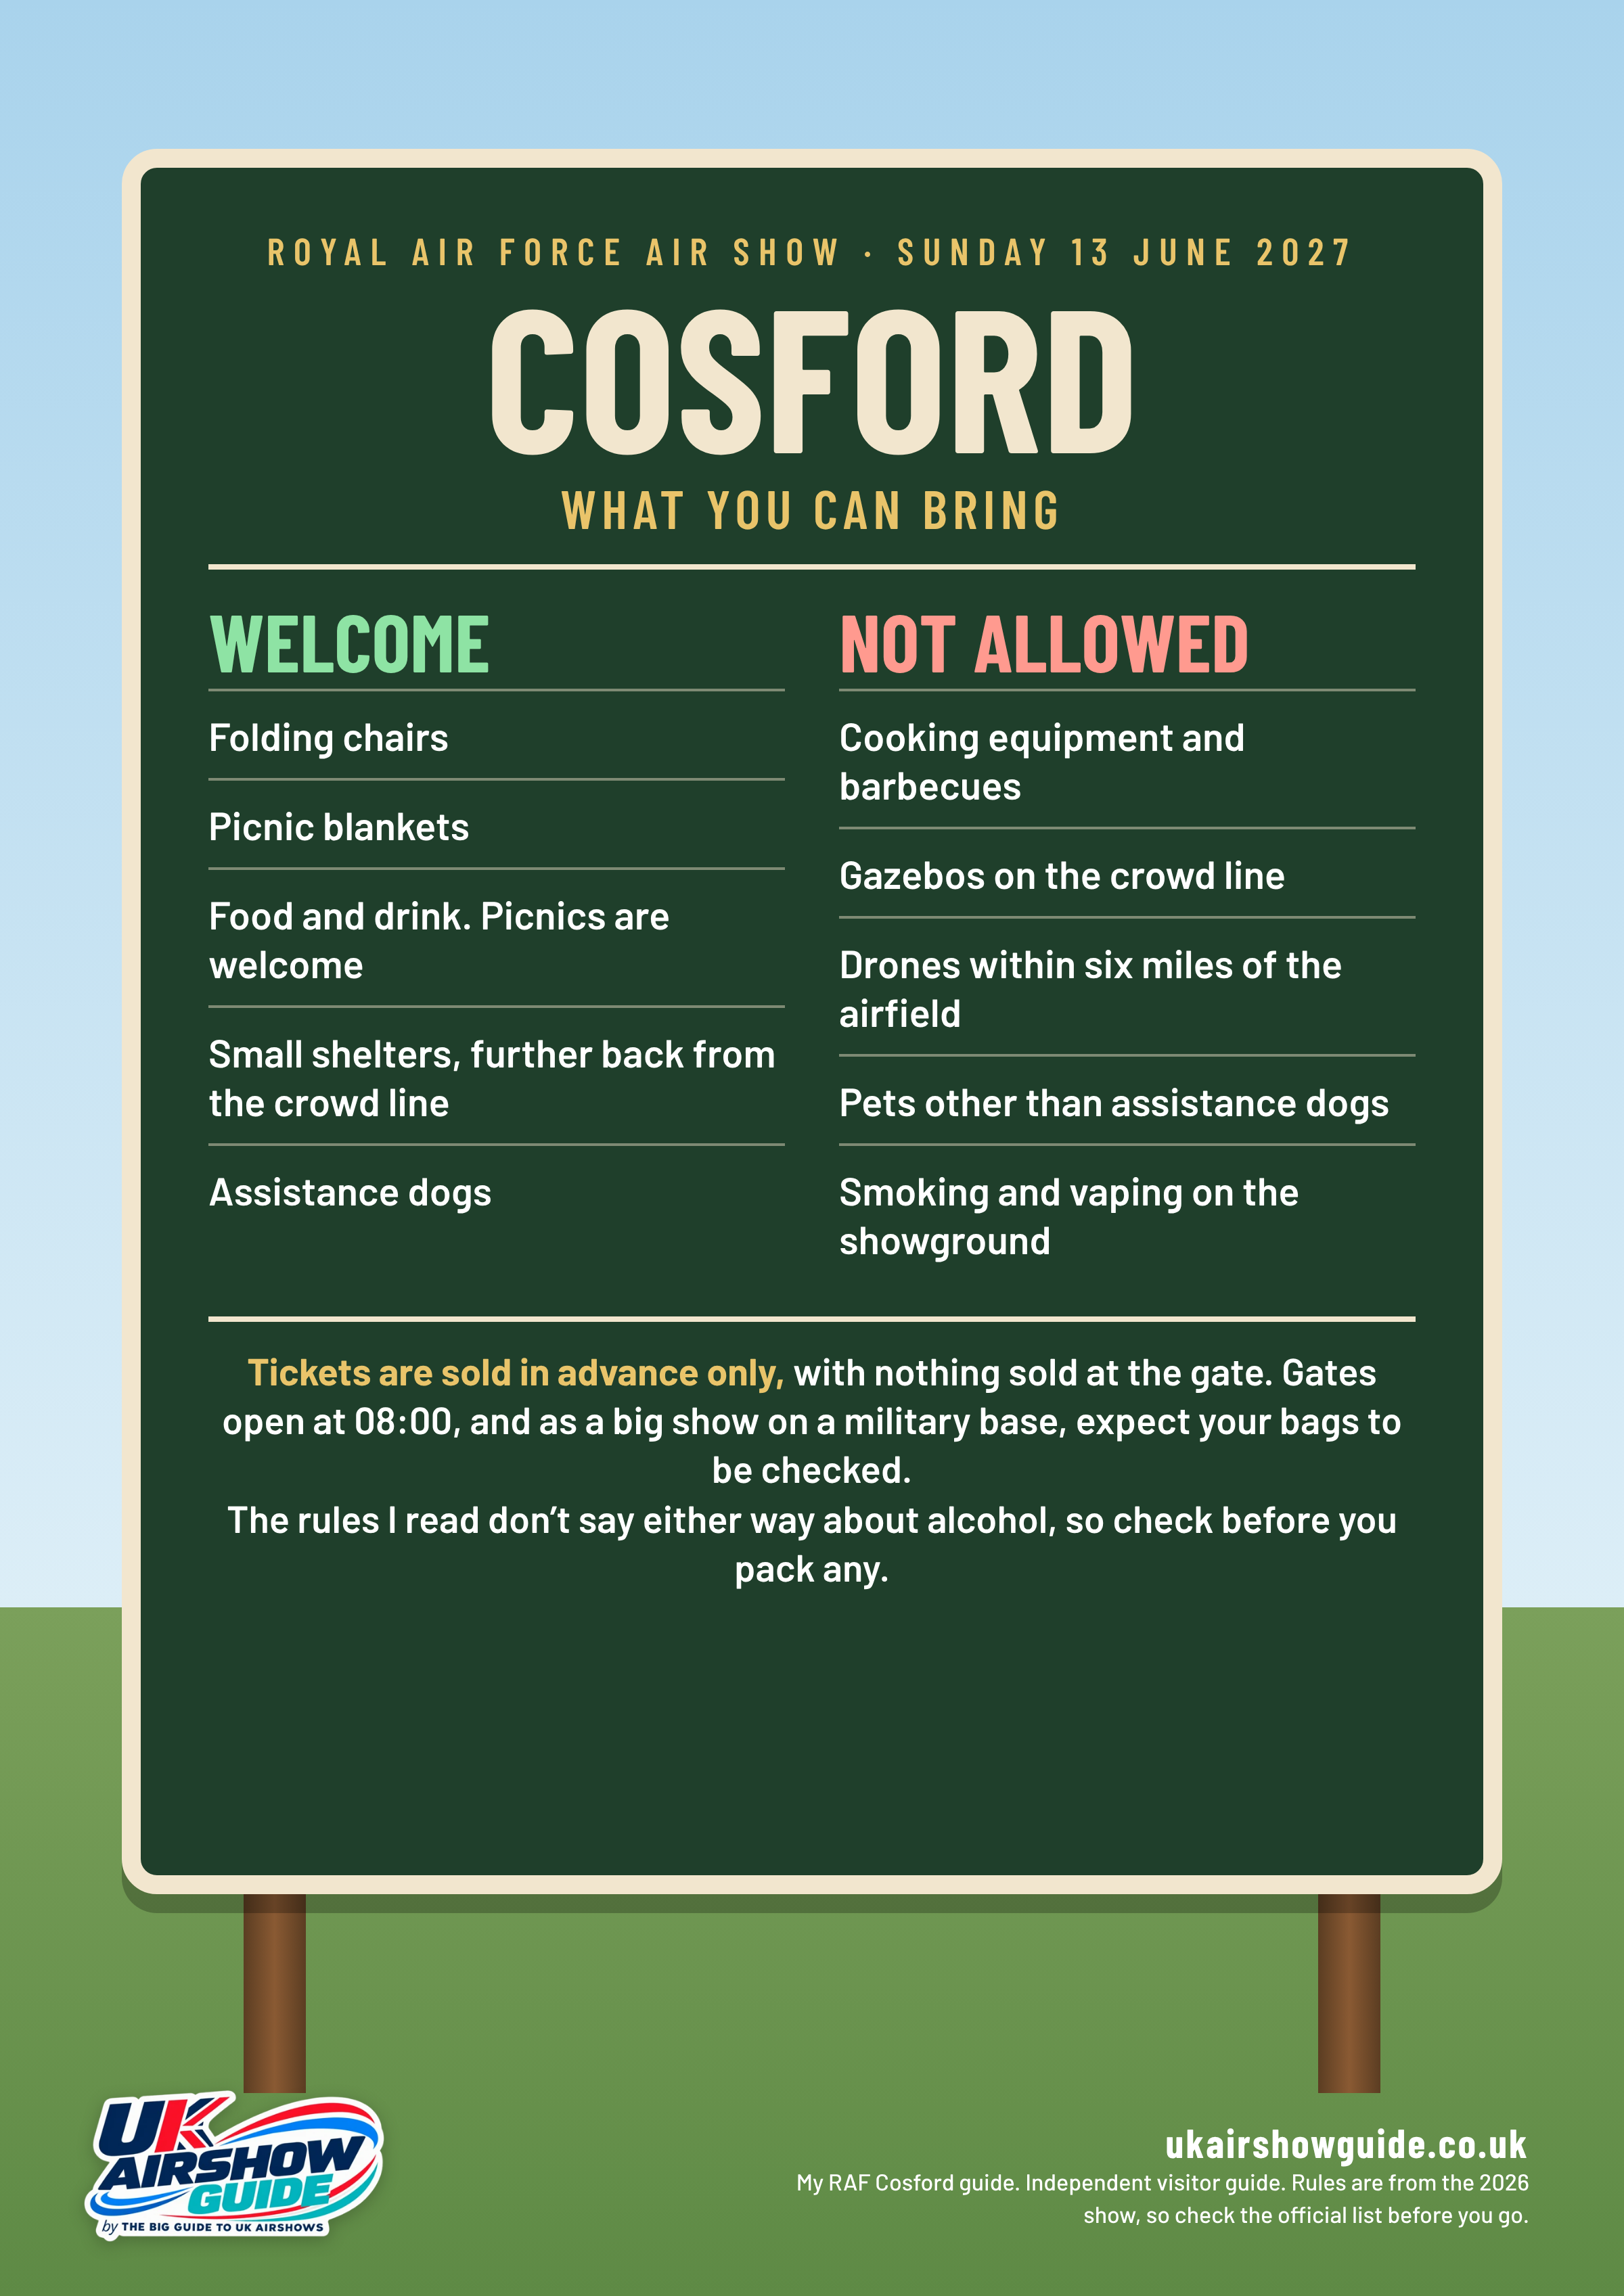 ROYAL AIR FORCE AIR SHOW · SUNDAY 13 JUNE 2027
COSFORD
WHAT YOU CAN BRING
WELCOME
Folding chairs
Picnic blankets
Food and drink. Picnics are
welcome
Small shelters, further back from
the crowd line
Assistance dogs
NOT ALLOWED
Cooking equipment and
barbecues
Gazebos on the crowd line
Drones within six miles of the
airfield
Pets other than assistance dogs
Smoking and vaping on the
showground
Tickets are sold in advance only, with nothing sold at the gate. Gates
open at 08:00, and as a big show on a military base, expect your bags to
be checked.
The rules I read don’t say either way about alcohol, so check before you
pack any.
UK
AIRSHOW
GUIDE
by THE BIG GUIDE TO UK AIRSHOWS
ukairshowguide.co.uk
My RAF Cosford guide. Independent visitor guide. Rules are from the 2026
show, so check the official list before you go.